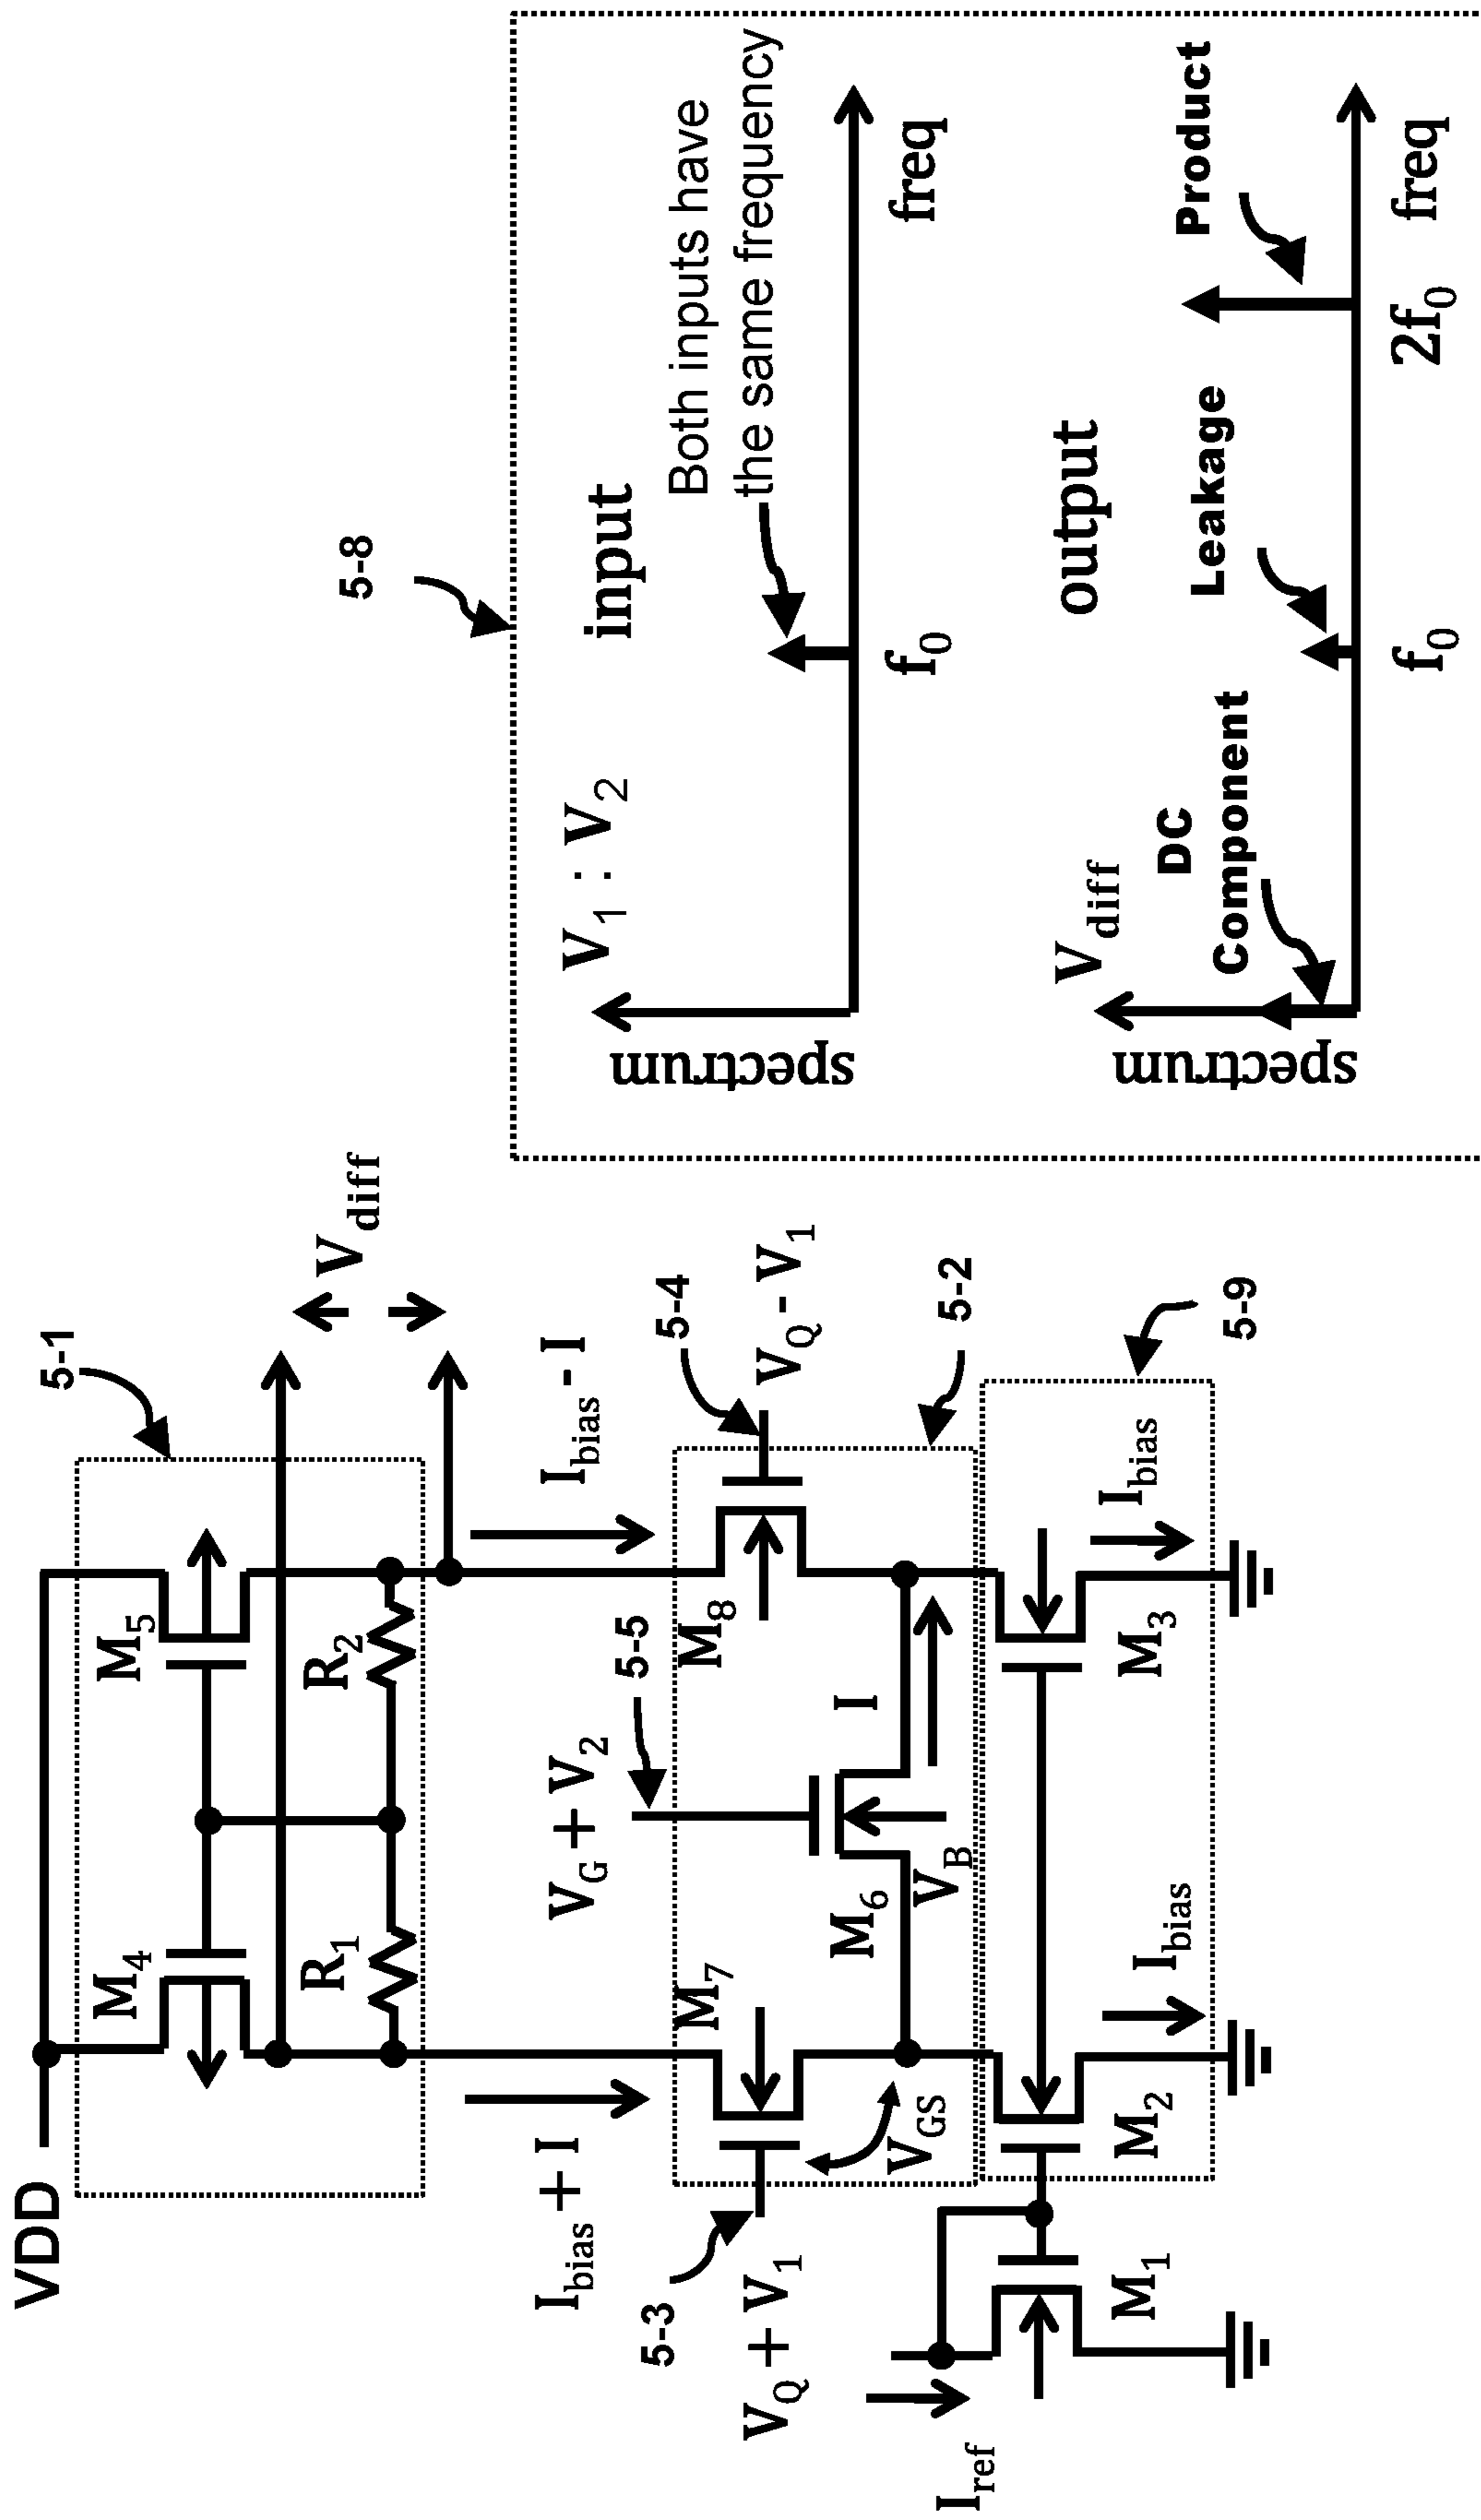 VDD
5-1
M4
M5
R1
R2
Vdiff
Ibias + I
Ibias - I
5-3
VQ + V1
VG + V2
5-5
5-4
VQ - V1
M7
M8
M6
VGS
VB
I
5-2
Iref
M1
M2
M3
Ibias
Ibias
5-9
5-8
V1 : V2
input
Both inputs have
the same frequency
spectrum
f0
freq
Vdiff
output
DC
Component
Leakage
Product
spectrum
f0
2f0
freq